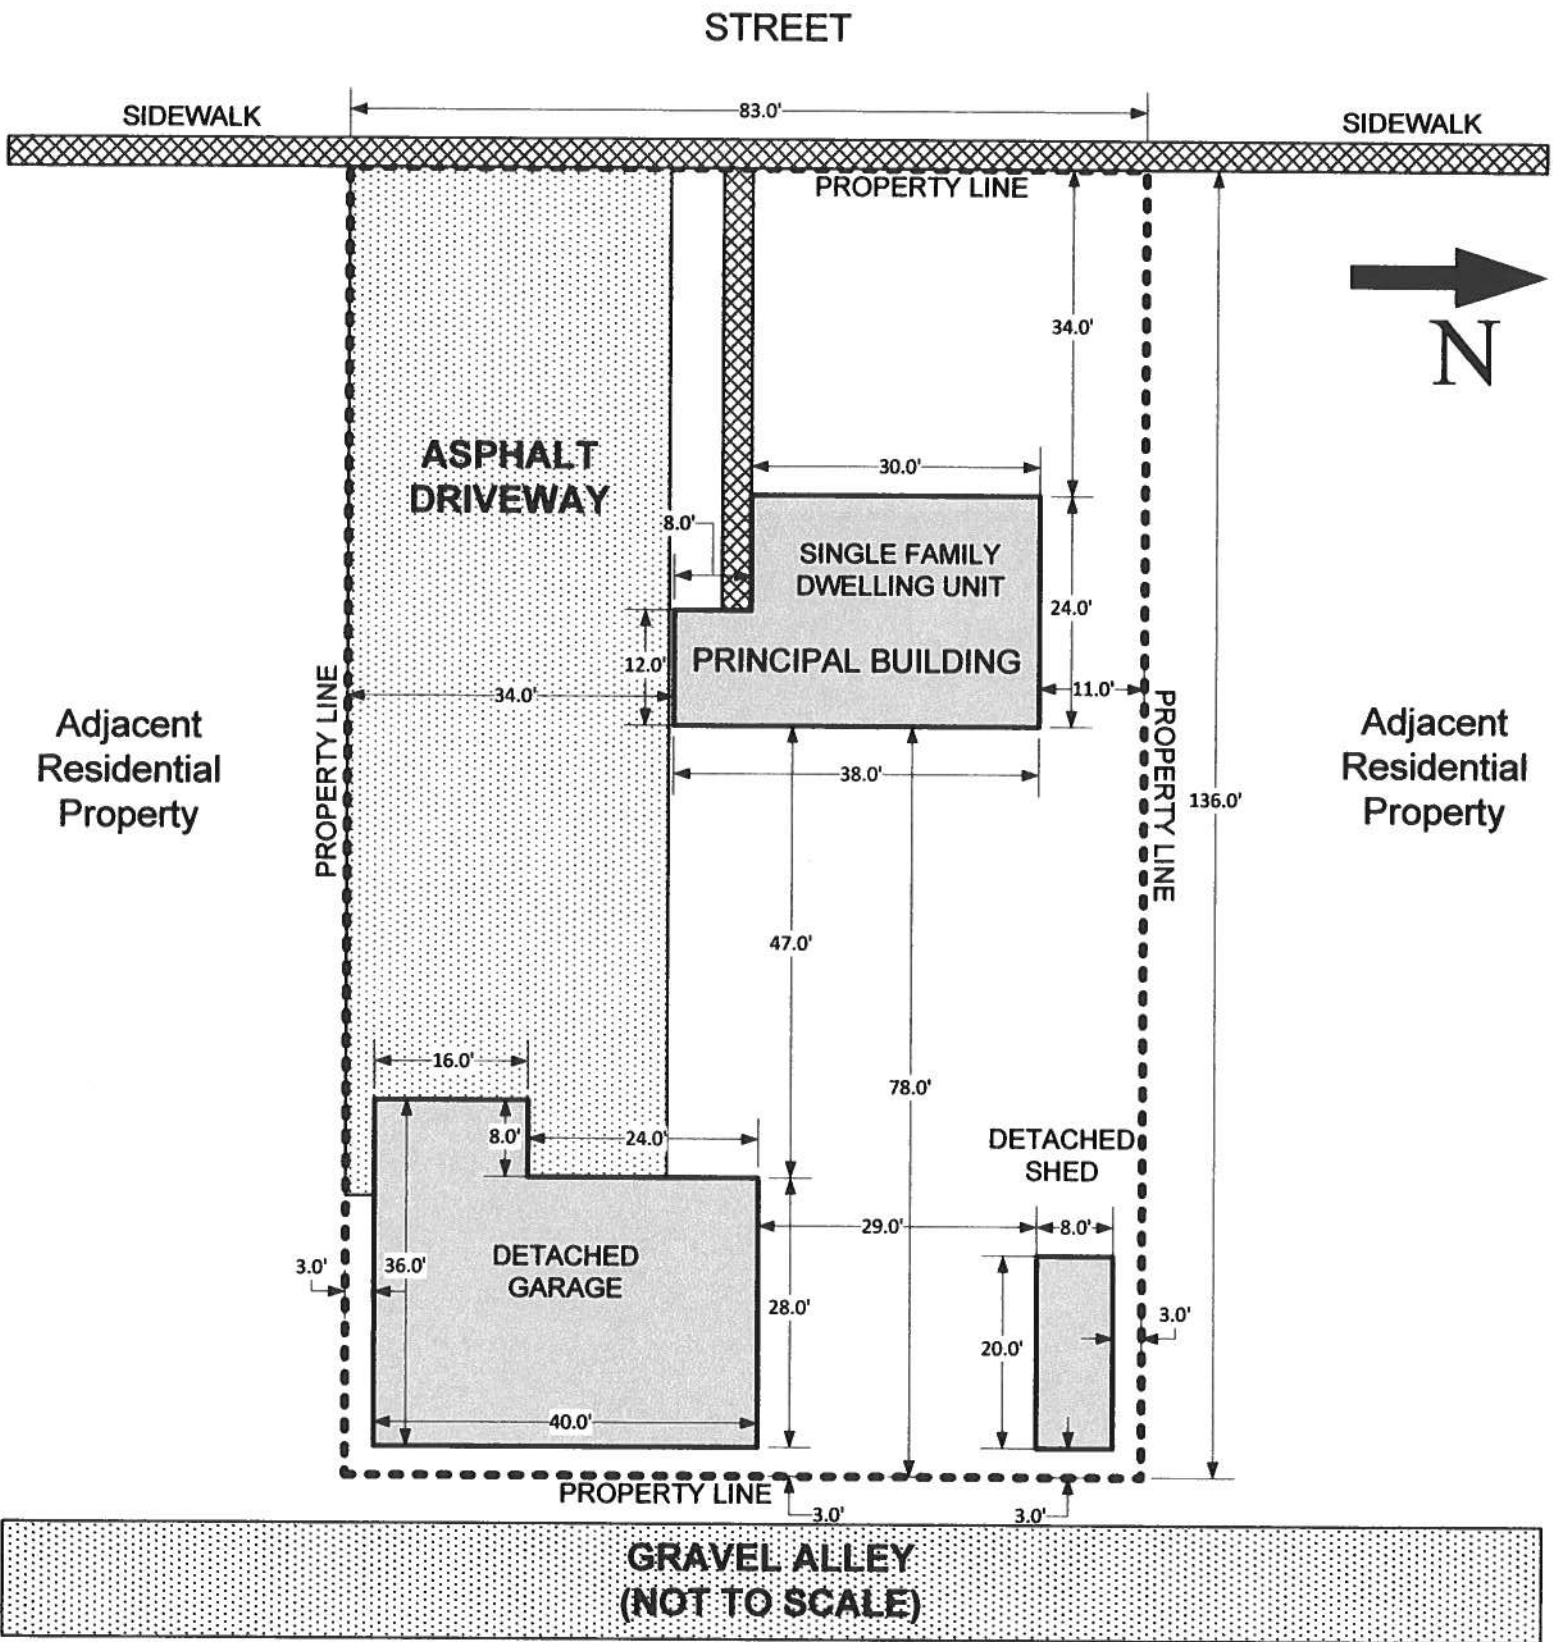 STREET
83.0'
SIDEWALK
SIDEWALK
PROPERTY LINE
N
34.0'
ASPHALT
DRIVEWAY
30.0'
8.0'
SINGLE FAMILY
DWELLING UNIT
24.0'
PRINCIPAL BUILDING
12.0'
34.0'
11.0'
PROPERTY LINE
PROPERTY LINE
Adjacent
Residential
Property
Adjacent
Residential
Property
38.0'
136.0'
47.0'
16.0'
78.0'
8.0'
24.0'
DETACHED
SHED
29.0'
8.0'
3.0'
36.0'
DETACHED
GARAGE
28.0'
3.0'
20.0'
40.0'
PROPERTY LINE
3.0'
3.0'
GRAVEL ALLEY
(NOT TO SCALE)